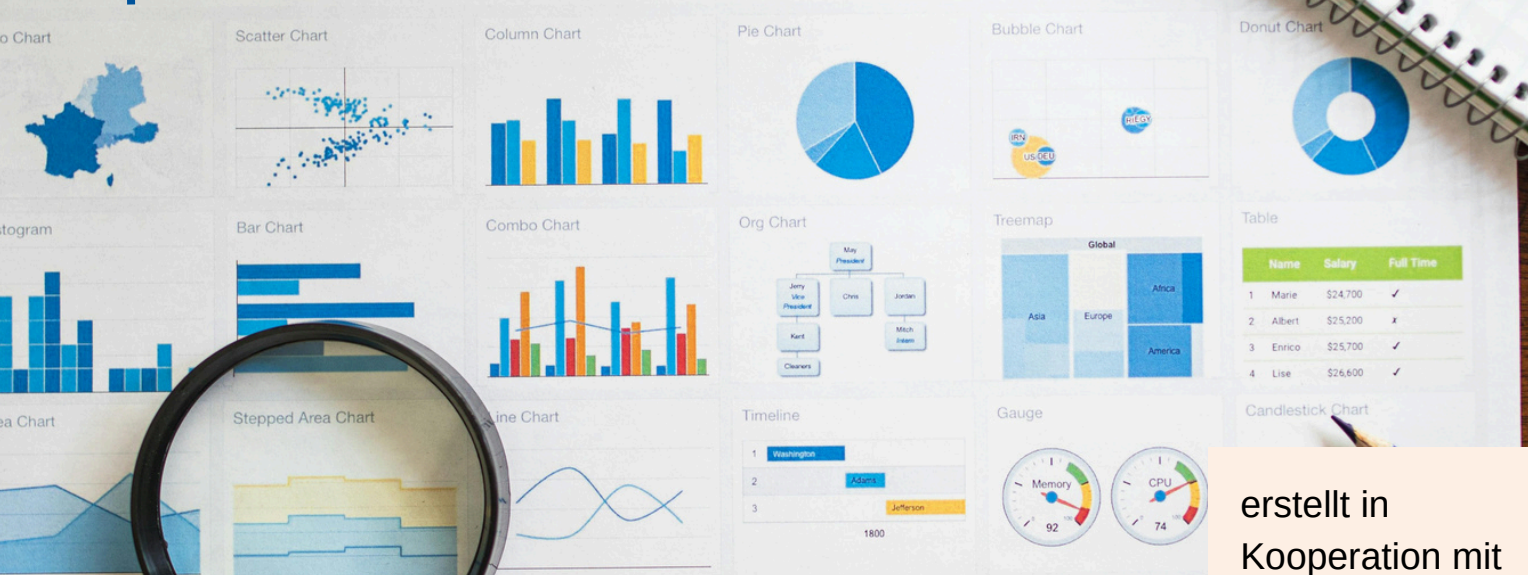 o Chart
Scatter Chart
Column Chart
Pie Chart
Bubble Chart
Donut Chart
IRN
US
DEU
EGY
stogram
Bar Chart
Combo Chart
Org Chart
May
President
Jerry
Vice
President
Chris
Jordan
Kent
Mitch
Cleaners
Treemap
Global
Asia
Europe
Africa
America
Table
Name Salary Full Time
1 Marie $24,700 ✓
2 Albert $25,200 x
3 Enrico $25,700 ✓
4 Lise $26,600 ✓
ea Chart
Stepped Area Chart
Line Chart
Timeline
1 Washington
2 Adams
3 Jefferson
1800
Gauge
Memory
92
CPU
74
Candlestick Chart
erstellt in
Kooperation mit